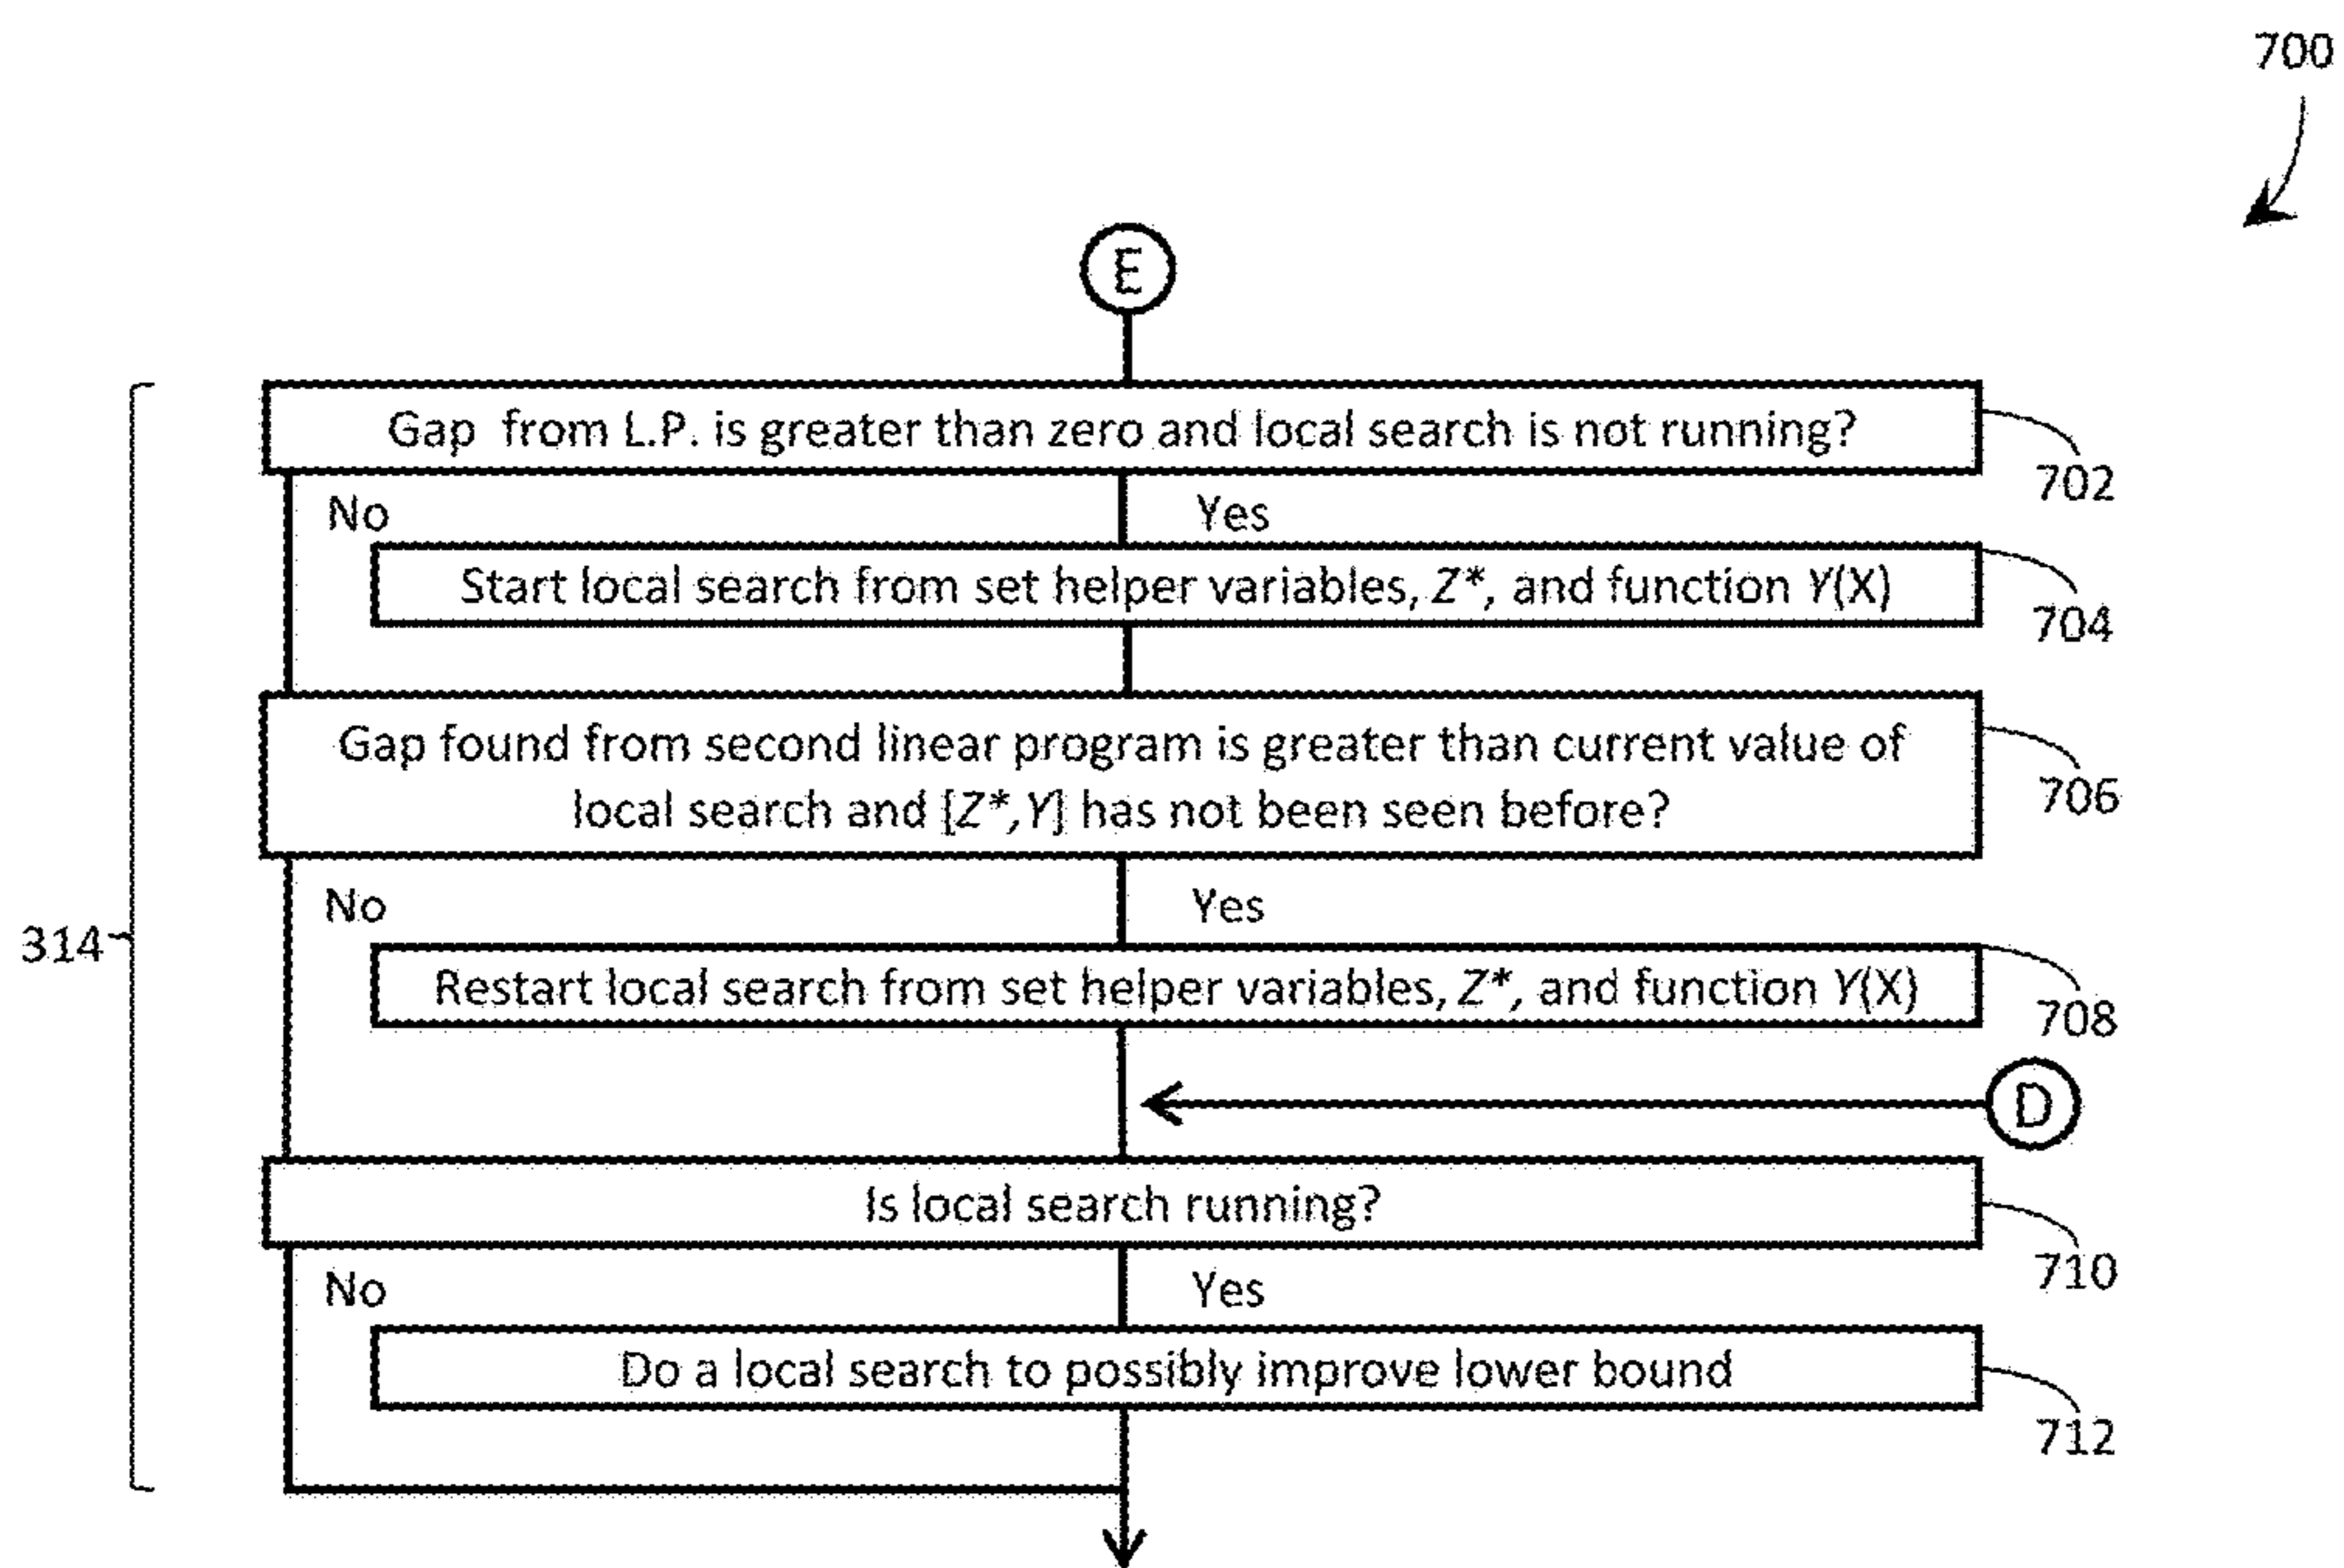 700
E
Gap from L.P. is greater than zero and local search is not running?
702
No
Yes
Start local search from set helper variables, Z*, and function Y(X)
704
Gap found from second linear program is greater than current value of
local search and [Z*,Y] has not been seen before?
706
No
Yes
314
Restart local search from set helper variables, Z*, and function Y(X)
708
D
Is local search running?
710
No
Yes
Do a local search to possibly improve lower bound
712